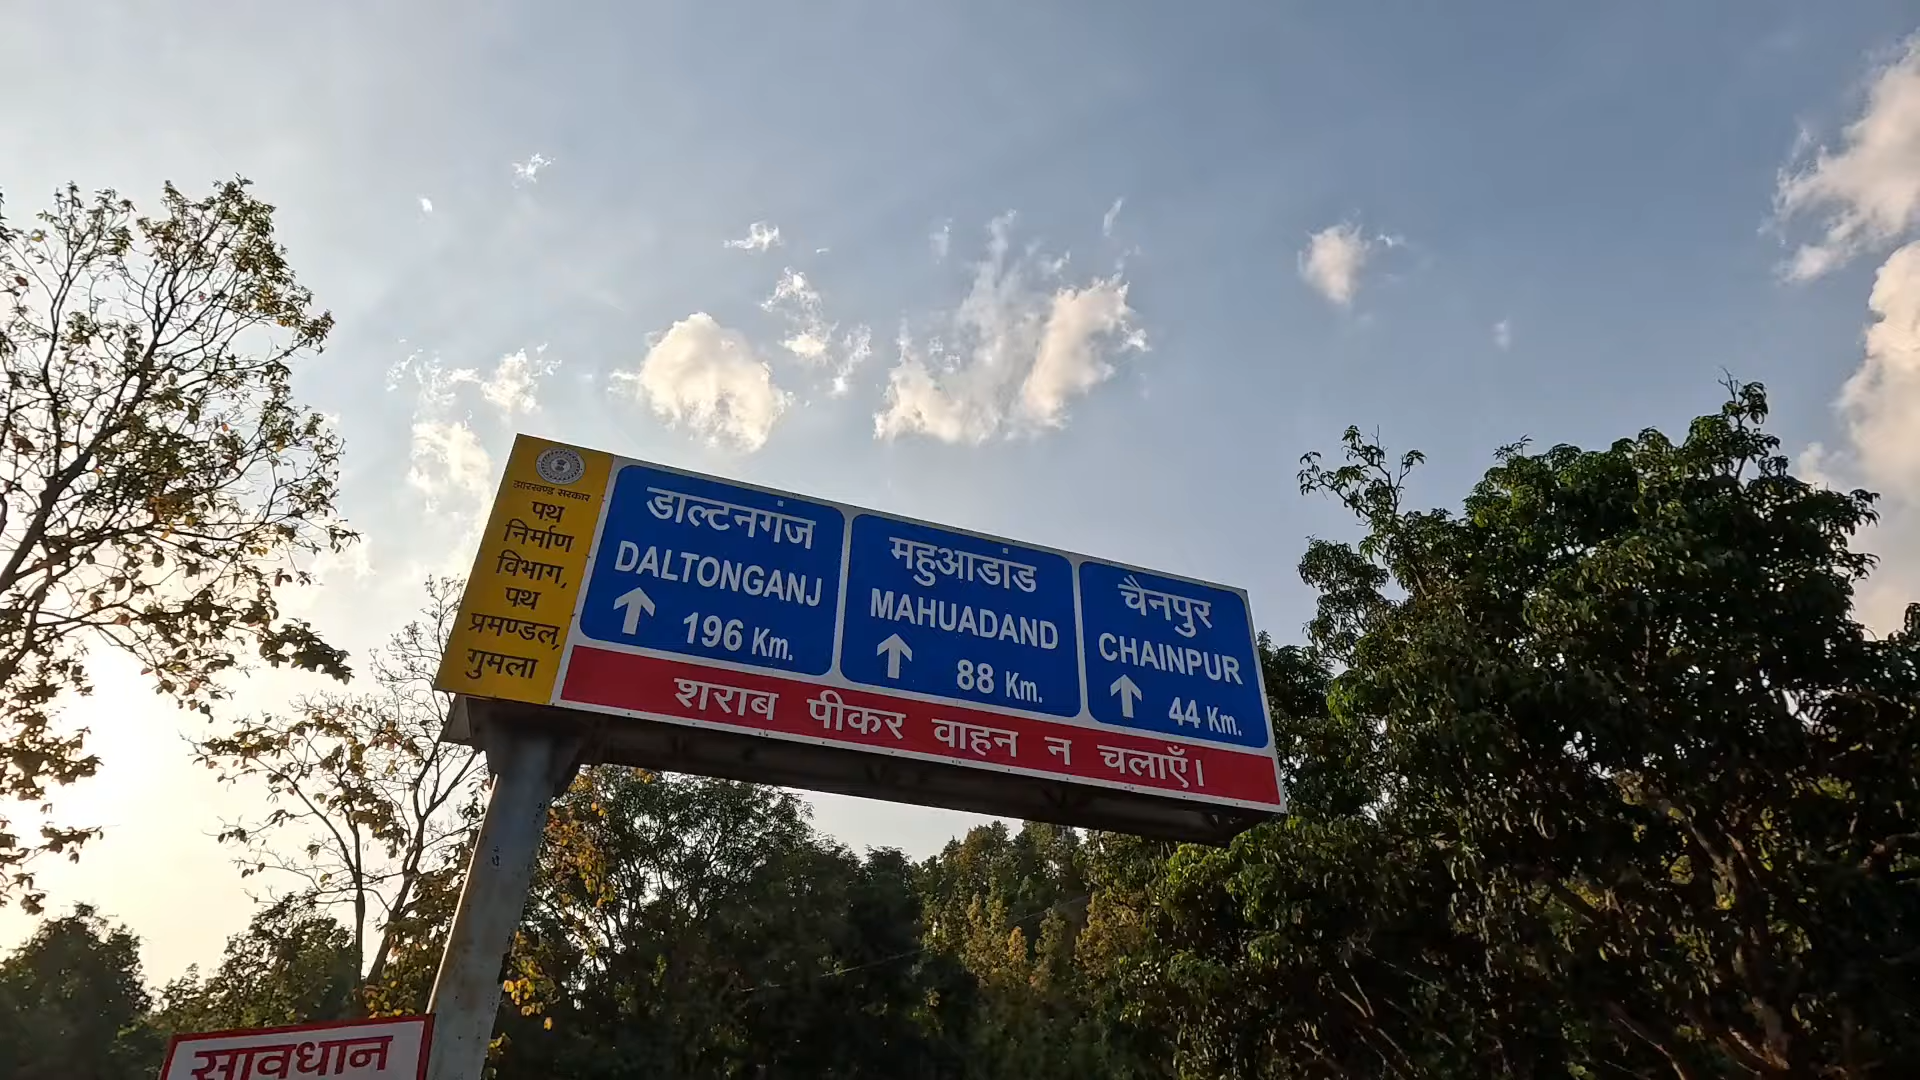 झारखण्ड सरकार
पथ
निर्माण
विभाग,
पथ
प्रमण्डल,
गुमला
डाल्टनगंज
DALTONGANJ
196 Km.
महुआडांड
MAHUADAND
88 Km.
चैनपुर
CHAINPUR
44 Km.
शराब पीकर वाहन न चलाएँ।
सावधान